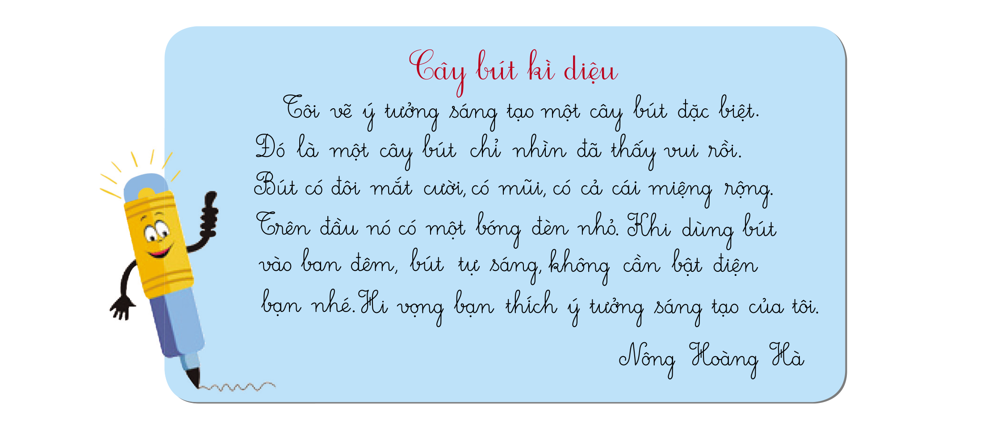 Cây bút kì diệu
Tôi vẽ ý tưởng sáng tạo một cây bút đặc biệt.
Đó là một cây bút chỉ nhìn đã thấy vui rồi.
Bút có đôi mắt cười, có mũi, có cả cái miệng rộng.
Trên đầu nó có một bóng đèn nhỏ. Khi dùng bút
vào ban đêm, bút tự sáng, không cần bật điện
bạn nhé. Hi vọng bạn thích ý tưởng sáng tạo của tôi.
Nông Hoàng Hà